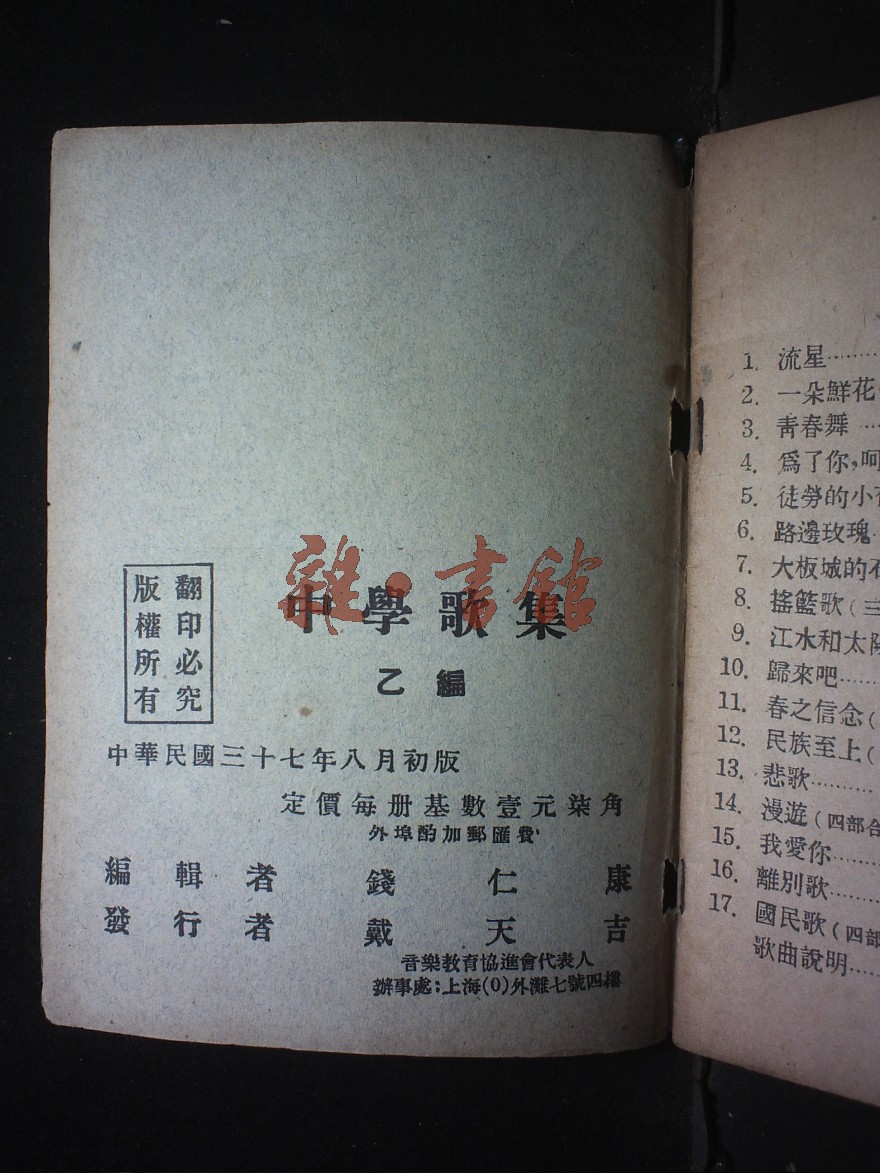 翻印必究
版權所有
雜·書館
中學歌集
乙編
中華民國三十七年八月初版
定價每册基數壹元柒角
外埠酌加郵匯費
編輯者 錢仁康
發行者 戴天吉
音樂教育協進會代表人
辦事處：上海(0)外灘七號四樓
1. 流星………
2. 一朵鮮花
3. 青春舞…
4. 爲了你，呵
5. 徒勞的小
6. 路邊玫瑰
7. 大板城的石
8. 搖籃歌（三
9. 江水和太陽
10. 歸來吧……
11. 春之信念（
12. 民族至上（
13. 悲歌………
14. 漫遊（四部合
15. 我愛你……
16. 離別歌……
17. 國民歌（四部
歌曲說明……